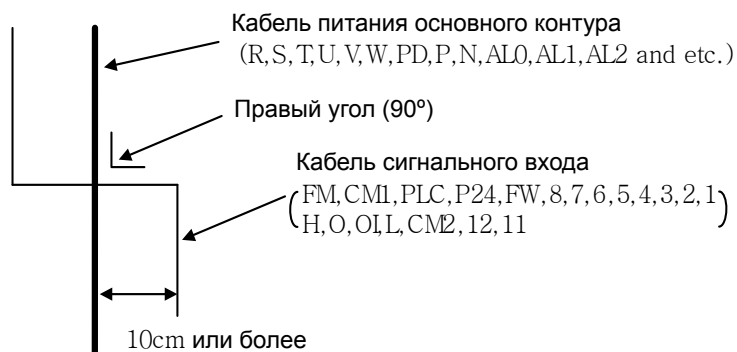 Кабель питания основного контура
(R,S,T,U,V,W,PD,P,N,AL0,AL1,AL2 and etc.)
Правый угол (90º)
Кабель сигнального входа
(FM,CM1,PLC,P24,FW,8,7,6,5,4,3,2,1
H,O,OI,L,CM2,12,11)
10cm или более